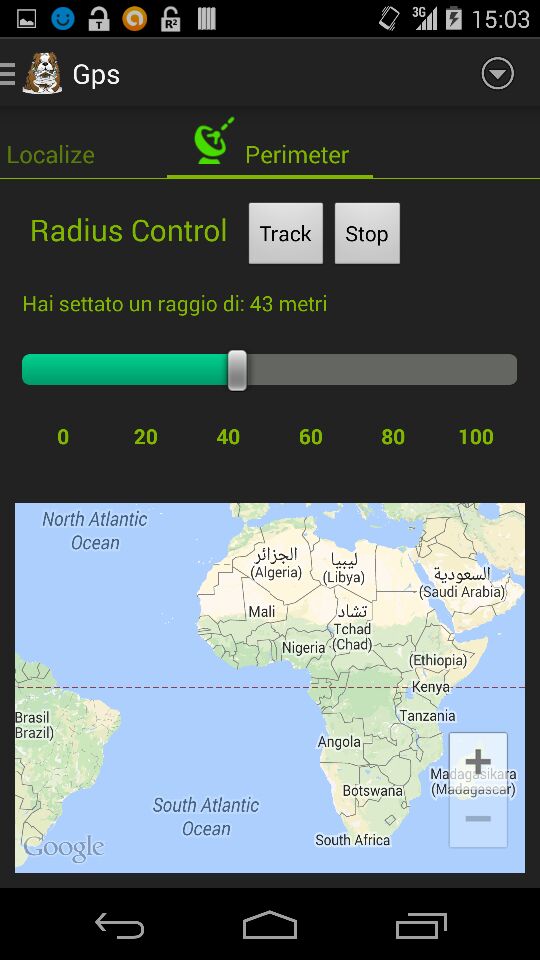 T
R2
3G
15:03
Gps
Localize
Perimeter
Radius Control
Track
Stop
Hai settato un raggio di: 43 metri
0 20 40 60 80 100
North Atlantic
Ocean
الجزائر
(Algeria)
ليبيا
(Libya)
السعودية
(Saudi Arabia)
Mali
تشاد
Tchad
(Chad)
Nigeria
(Ethiopia)
Kenya
Brasil
Brazil)
Tanzania
Angola
+
Madagasikara
(Madagascar)
Botswana
South Atlantic
Ocean
−
South Africa
Google